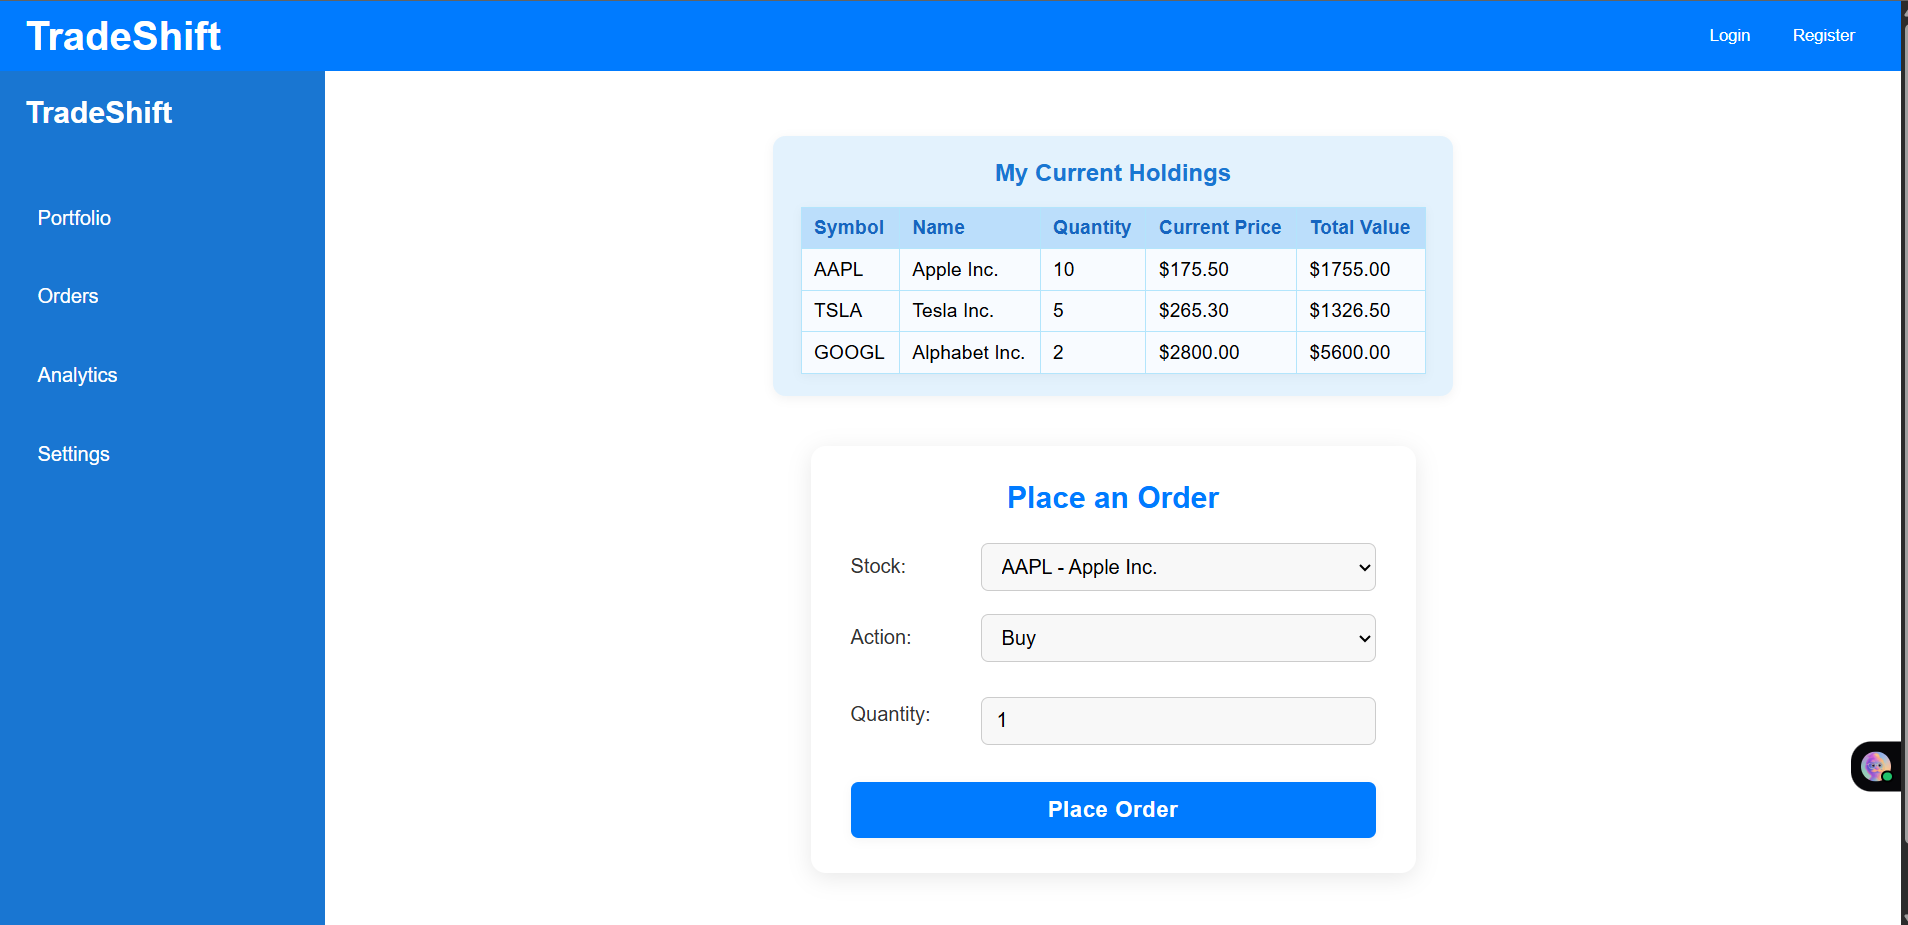 TradeShift
Login Register
TradeShift
Portfolio
Orders
Analytics
Settings
My Current Holdings
Symbol Name Quantity Current Price Total Value
AAPL Apple Inc. 10 $175.50 $1755.00
TSLA Tesla Inc. 5 $265.30 $1326.50
GOOGL Alphabet Inc. 2 $2800.00 $5600.00
Place an Order
Stock: AAPL - Apple Inc.
Action: Buy
Quantity: 1
Place Order